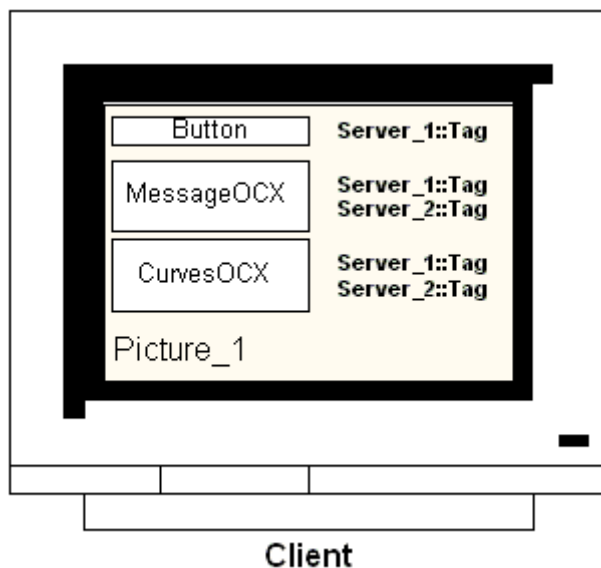 Button Server_1::Tag
MessageOCX Server_1::Tag
Server_2::Tag
CurvesOCX Server_1::Tag
Server_2::Tag
Picture_1
Client